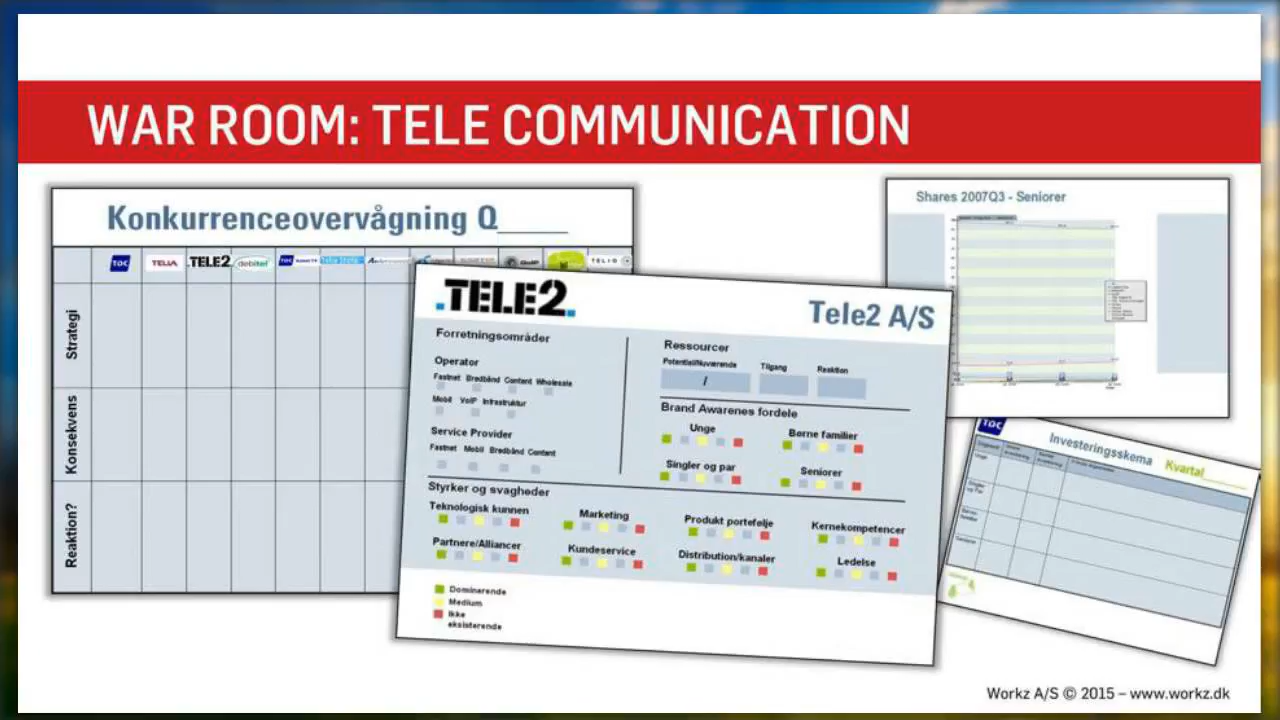 WAR ROOM: TELE COMMUNICATION
Konkurrenceovervågning Q_____
TDC TELIA .TELE2. debitel
TELIO
Strategi
Konsekvens
Reaktion?
.TELE2.
Tele2 A/S
Forretningsområder
Operator
Fastnet Bredbånd Content Wholesale
Mobil VoIP Infrastruktur
Service Provider
Fastnet Mobil Bredbånd Content
Ressourcer
Potentiel/Nuværende Tilgang Reaktion
/
Brand Awarenes fordele
Unge Børne familier
Singler og par Seniorer
Styrker og svagheder
Teknologisk kunnen Marketing Produkt portefølje Kernekompetencer
Partnere/Alliancer Kundeservice Distribution/kanaler Ledelse
Dominerende
Medium
Ikke
eksisterende
Shares 2007Q3 - Seniorer
TDC
Investeringsskema Kvartal______
Unge
Singler
og Par
Seniorer
Workz A/S © 2015 – www.workz.dk